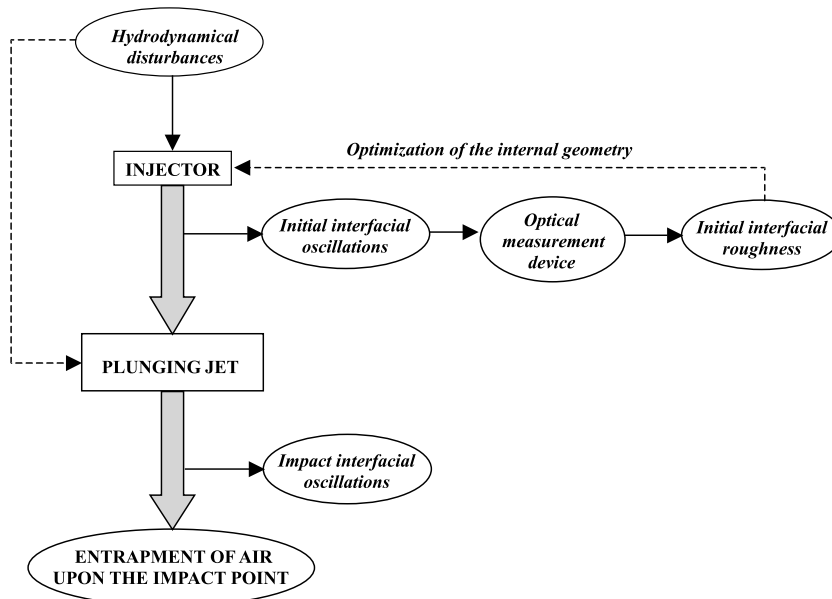 Hydrodynamical
disturbances
Optimization of the internal geometry
INJECTOR
Initial interfacial
oscillations
Optical
measurement
device
Initial interfacial
roughness
PLUNGING JET
Impact interfacial
oscillations
ENTRAPMENT OF AIR
UPON THE IMPACT POINT